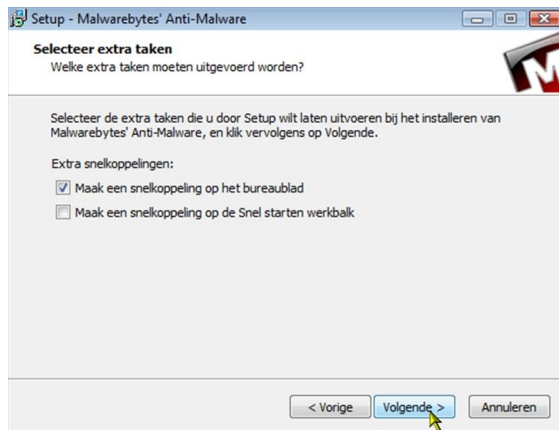 Setup - Malwarebytes' Anti-Malware
Selecteer extra taken
Welke extra taken moeten uitgevoerd worden?
Selecteer de extra taken die u door Setup wilt laten uitvoeren bij het installeren van
Malwarebytes' Anti-Malware, en klik vervolgens op Volgende.
Extra snelkoppelingen:
Maak een snelkoppeling op het bureaublad
Maak een snelkoppeling op de Snel starten werkbalk
< Vorige
Volgende >
Annuleren